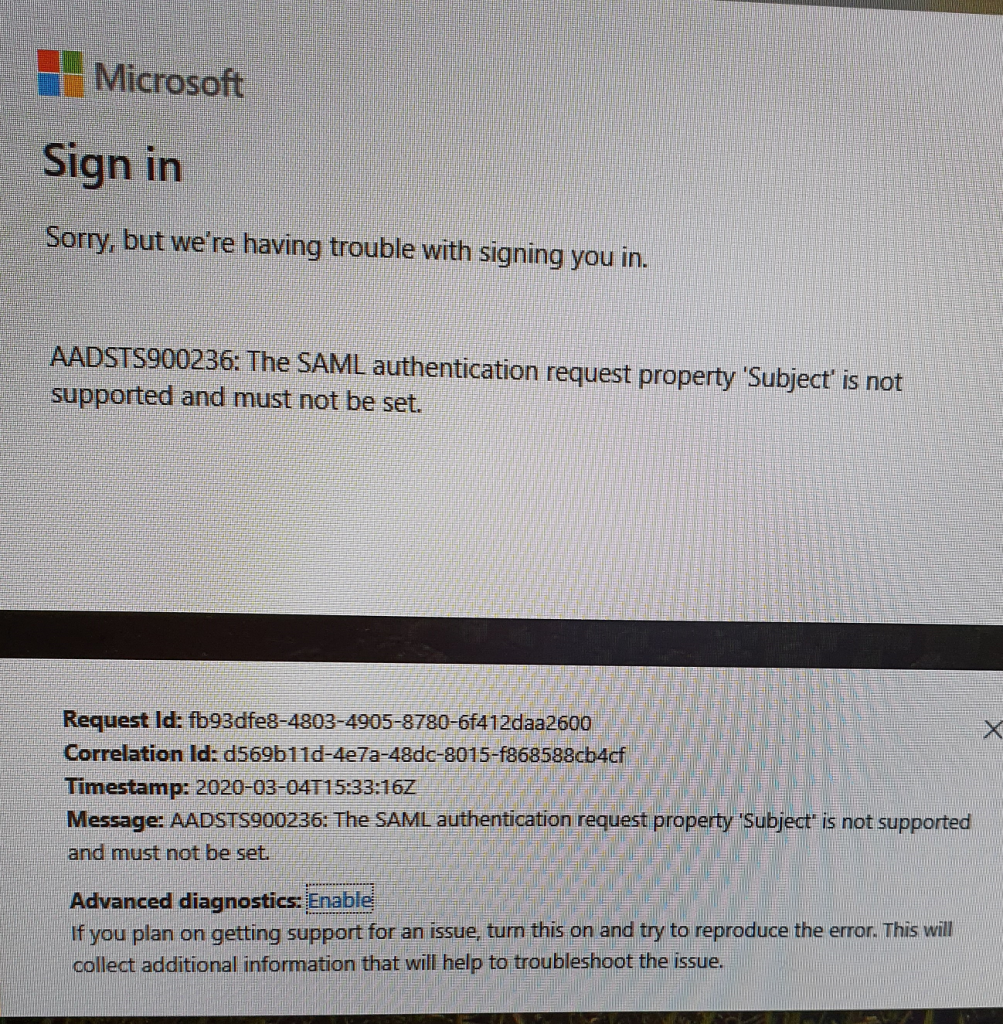 Microsoft
Sign in
Sorry, but we're having trouble with signing you in.
AADSTS900236: The SAML authentication request property 'Subject' is not
supported and must not be set.
Request Id: fb93dfe8-4803-4905-8780-6f412daa2600
Correlation Id: d569b11d-4e7a-48dc-8015-f868588cb4cf
Timestamp: 2020-03-04T15:33:16Z
Message: AADSTS900236: The SAML authentication request property 'Subject' is not supported
and must not be set.
Advanced diagnostics: Enable
If you plan on getting support for an issue, turn this on and try to reproduce the error. This will
collect additional information that will help to troubleshoot the issue.